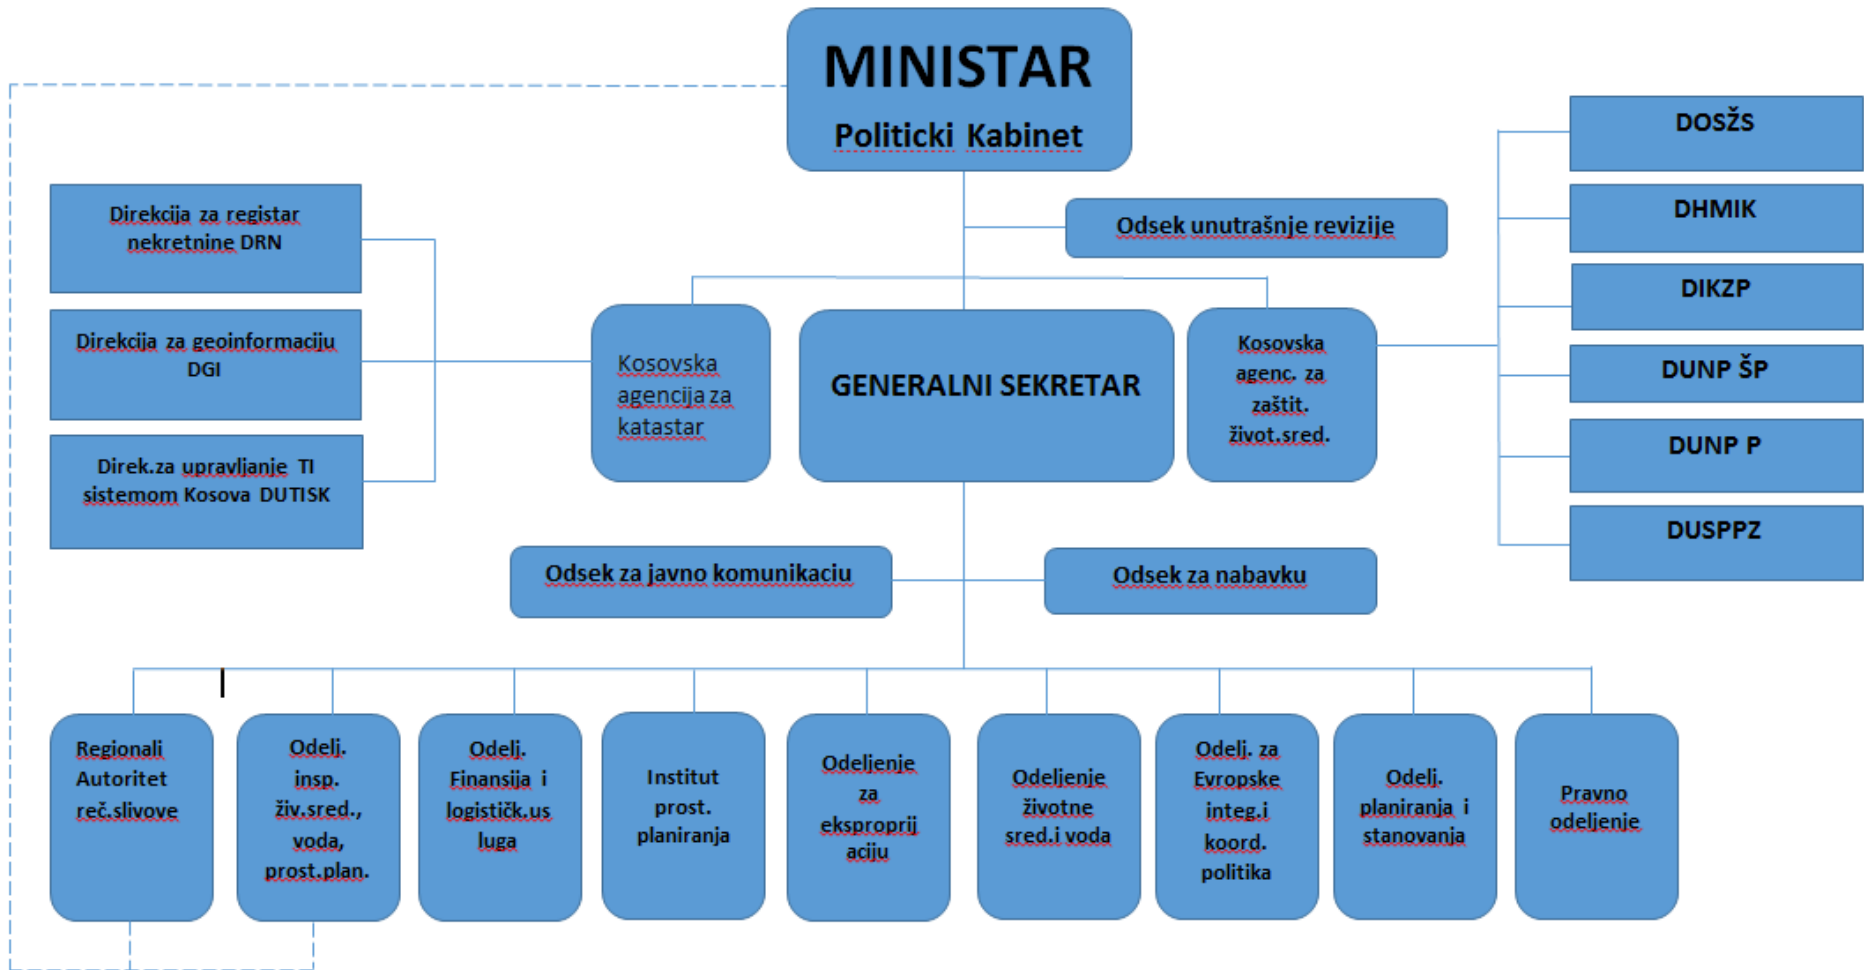 MINISTAR
Politicki Kabinet
DOSŽS
DHMIK
DIKZP
DUNP ŠP
DUNP P
DUSPPZ
Odsek unutrašnje revizije
Direkcija za registar
nekretnine DRN
Direkcija za geoinformaciju
DGI
Direk.za upravljanje TI
sistemom Kosova DUTISK
Kosovska
agencija za
katastar
GENERALNI SEKRETAR
Kosovska
agenc. za
zaštit.
život.sred.
Odsek za javno komunikaciu
Odsek za nabavku
Regionali
Autoritet
reč.slivove
Odelj.
insp.
živ.sred.,
voda,
prost.plan.
Odelj.
Finansija i
logističk.us
luga
Institut
prost.
planiranja
Odeljenje
za
eksproprij
aciju
Odeljenje
životne
sred.i voda
Odelj. za
Evropske
integ.i
koord.
politika
Odelj.
planiranja i
stanovanja
Pravno
odeljenje